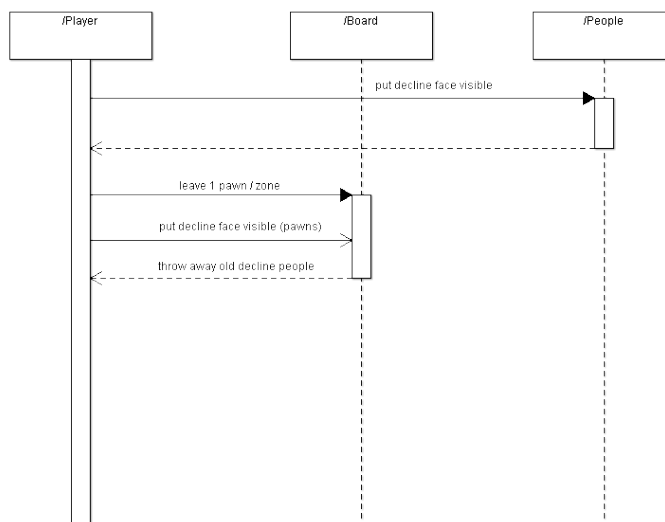 /Player
/Board
/People
put decline face visible
leave 1 pawn / zone
put decline face visible (pawns)
throw away old decline people